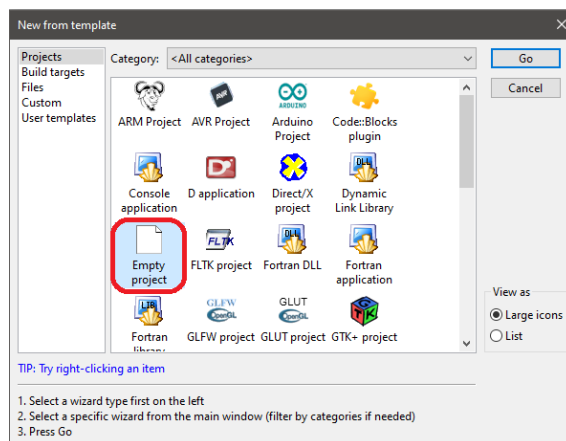 New from template
Projects
Build targets
Files
Custom
User templates
Category: <All categories>
Go
Cancel
ARM Project
AVR Project
ARDUINO
Arduino
Project
Code::Blocks
plugin
Console
application
D application
Direct/X
project
DLL
Dynamic
Link Library
Empty
project
FLTK
FLTK project
DLL
Fortran DLL
Fortran
application
LIB
Fortran
library
GLFW
OpenGL
GLFW project
GLUT
OpenGL
GLUT project
GTK
GTK+ project
View as
Large icons
List
TIP: Try right-clicking an item
1. Select a wizard type first on the left
2. Select a specific wizard from the main window (filter by categories if needed)
3. Press Go